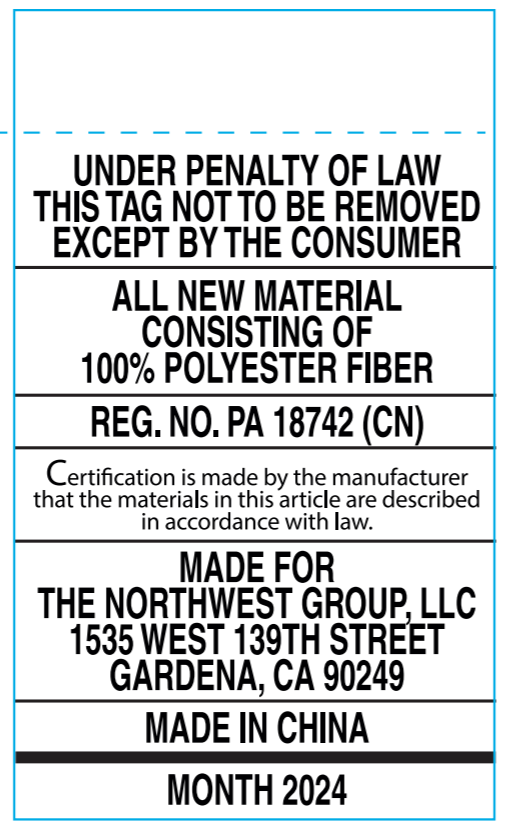 UNDER PENALTY OF LAW
THIS TAG NOT TO BE REMOVED
EXCEPT BY THE CONSUMER
ALL NEW MATERIAL
CONSISTING OF
100% POLYESTER FIBER
REG. NO. PA 18742 (CN)
Certification is made by the manufacturer
that the materials in this article are described
in accordance with law.
MADE FOR
THE NORTHWEST GROUP, LLC
1535 WEST 139TH STREET
GARDENA, CA 90249
MADE IN CHINA
MONTH 2024